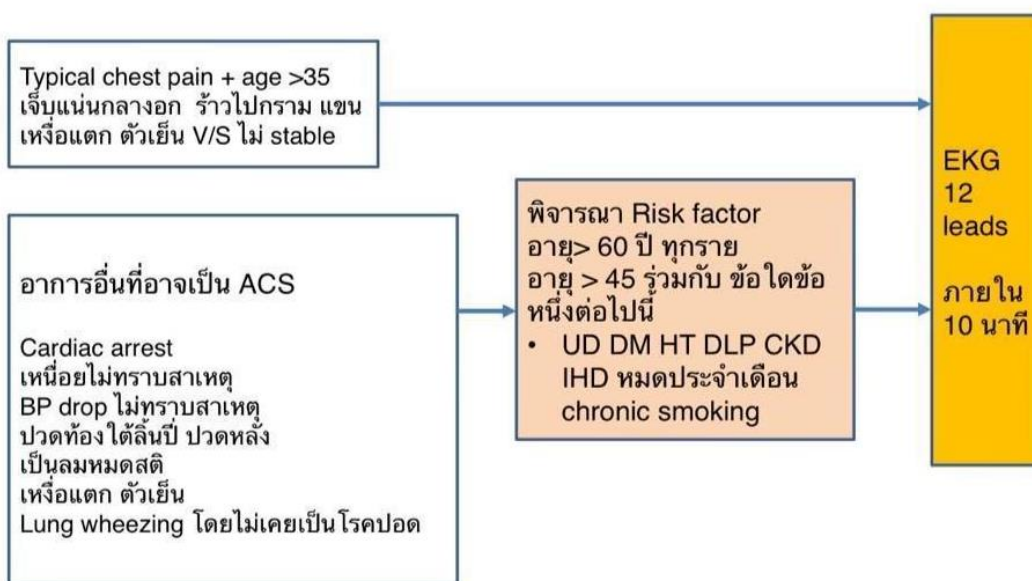 Typical chest pain + age >35
เจ็บแน่นกลางอก ร้าวไปกราม แขน
เหงื่อแตก ตัวเย็น V/S ไม่ stable
อาการอื่นที่อาจเป็น ACS
Cardiac arrest
เหนื่อยไม่ทราบสาเหตุ
BP drop ไม่ทราบสาเหตุ
ปวดท้องใต้ลิ้นปี่ ปวดหลัง
เป็นลมหมดสติ
เหงื่อแตก ตัวเย็น
Lung wheezing โดยไม่เคยเป็นโรคปอด
พิจารณา Risk factor
อายุ> 60 ปี ทุกราย
อายุ > 45 ร่วมกับ ข้อใดข้อ
หนึ่งต่อไปนี้
• UD DM HT DLP CKD
IHD หมดประจำเดือน
chronic smoking
EKG
12
leads
ภายใน
10 นาที